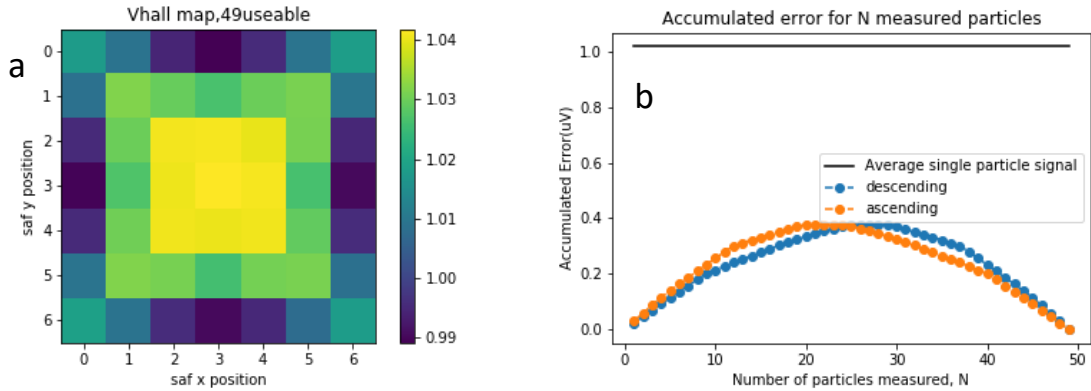 Vhall map,49useable
a
0
1
2
3
4
5
6
saf y position
0 1 2 3 4 5 6
saf x position
1.04
1.03
1.02
1.01
1.00
0.99
Accumulated error for N measured particles
b
1.0
0.8
0.6
0.4
0.2
0.0
Accumulated Error(uV)
Average single particle signal
descending
ascending
0 10 20 30 40 50
Number of particles measured, N